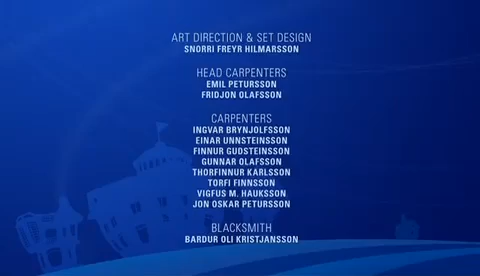 ART DIRECTION & SET DESIGN
SNORRI FREYR HILMARSSON
HEAD CARPENTERS
EMIL PETURSSON
FRIDJON OLAFSSON
CARPENTERS
INGVAR BRYNJOLFSSON
EINAR UNNSTEINSSON
FINNUR GUDSTEINSSON
GUNNAR OLAFSSON
THORFINNUR KARLSSON
TORFI FINNSSON
VIGFUS M. HAUKSSON
JON OSKAR PETURSSON
BLACKSMITH
BARDUR OLI KRISTJANSSON